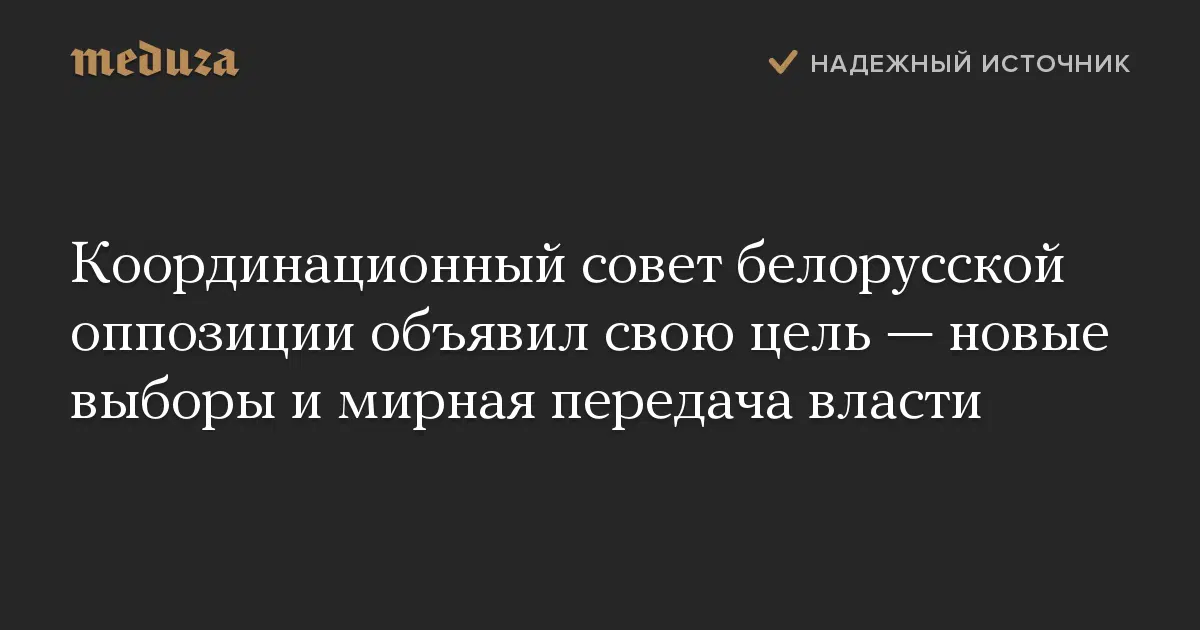 meduza
НАДЕЖНЫЙ ИСТОЧНИК
Координационный совет белорусской
оппозиции объявил свою цель — новые
выборы и мирная передача власти